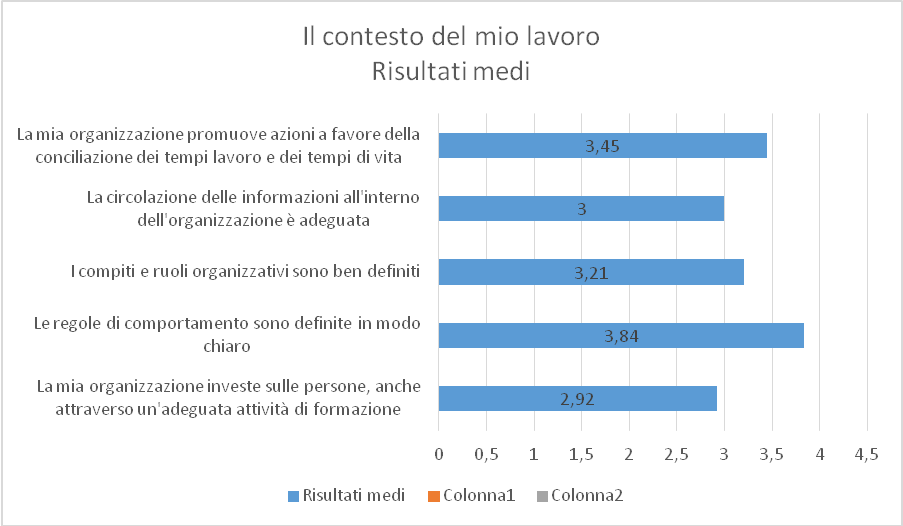 Il contesto del mio lavoro
Risultati medi
La mia organizzazione promuove azioni a favore della
conciliazione dei tempi lavoro e dei tempi di vita
3,45
La circolazione delle informazioni all'interno
dell'organizzazione è adeguata
3
I compiti e ruoli organizzativi sono ben definiti
3,21
Le regole di comportamento sono definite in modo
chiaro
3,84
La mia organizzazione investe sulle persone, anche
attraverso un'adeguata attività di formazione
2,92
0 0,5 1 1,5 2 2,5 3 3,5 4 4,5
Risultati medi Colonna1 Colonna2